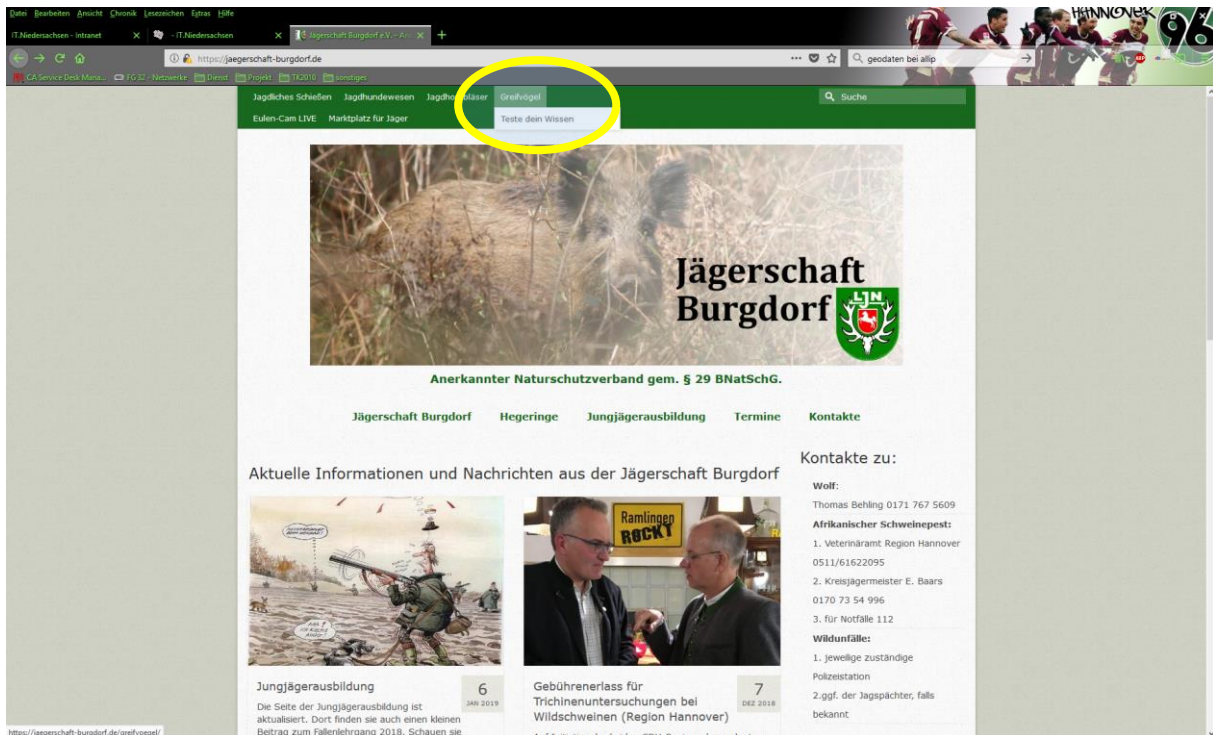 Datei Bearbeiten Ansicht Chronik Lesezeichen Extras Hilfe
HANNOVER 96
IT.Niedersachsen - Intranet
- IT.Niedersachsen
Jägerschaft Burgdorf e.V. –
https://jaegerschaft-burgdorf.de
geodaten bei allip
CA Service Desk Mana...
FG 32 - Netzwerke
Dienst
Projekt
TK2010
sonstiges
Jagdliches Schießen Jagdhundewesen Jagdhornbläser Greifvögel
Suche
Eulen-Cam LIVE Marktplatz für Jäger
Teste dein Wissen
Jägerschaft
Burgdorf
LJN
Anerkannter Naturschutzverband gem. § 29 BNatSchG.
Jägerschaft Burgdorf Hegeringe Jungjägerausbildung Termine Kontakte
Aktuelle Informationen und Nachrichten aus der Jägerschaft Burgdorf
Ramlingen
ROCKT
Jungjägerausbildung
6
JAN 2019
Die Seite der Jungjägerausbildung ist
aktualisiert. Dort finden sie auch einen kleinen
Beitrag zum Fallenlehrgang 2018. Schauen sie
Gebührenerlass für
Trichinenuntersuchungen bei
Wildschweinen (Region Hannover)
7
DEZ 2018
Kontakte zu:
Wolf:
Thomas Behling 0171 767 5609
Afrikanischer Schweinepest:
1. Veterinäramt Region Hannover
0511/61622095
2. Kreisjägermeister E. Baars
0170 73 54 996
3. für Notfälle 112
Wildunfälle:
1. jeweilige zuständige
Polizeistation
2.ggf. der Jagspächter, falls
bekannt
https://jaegerschaft-burgdorf.de/greifvoegel/